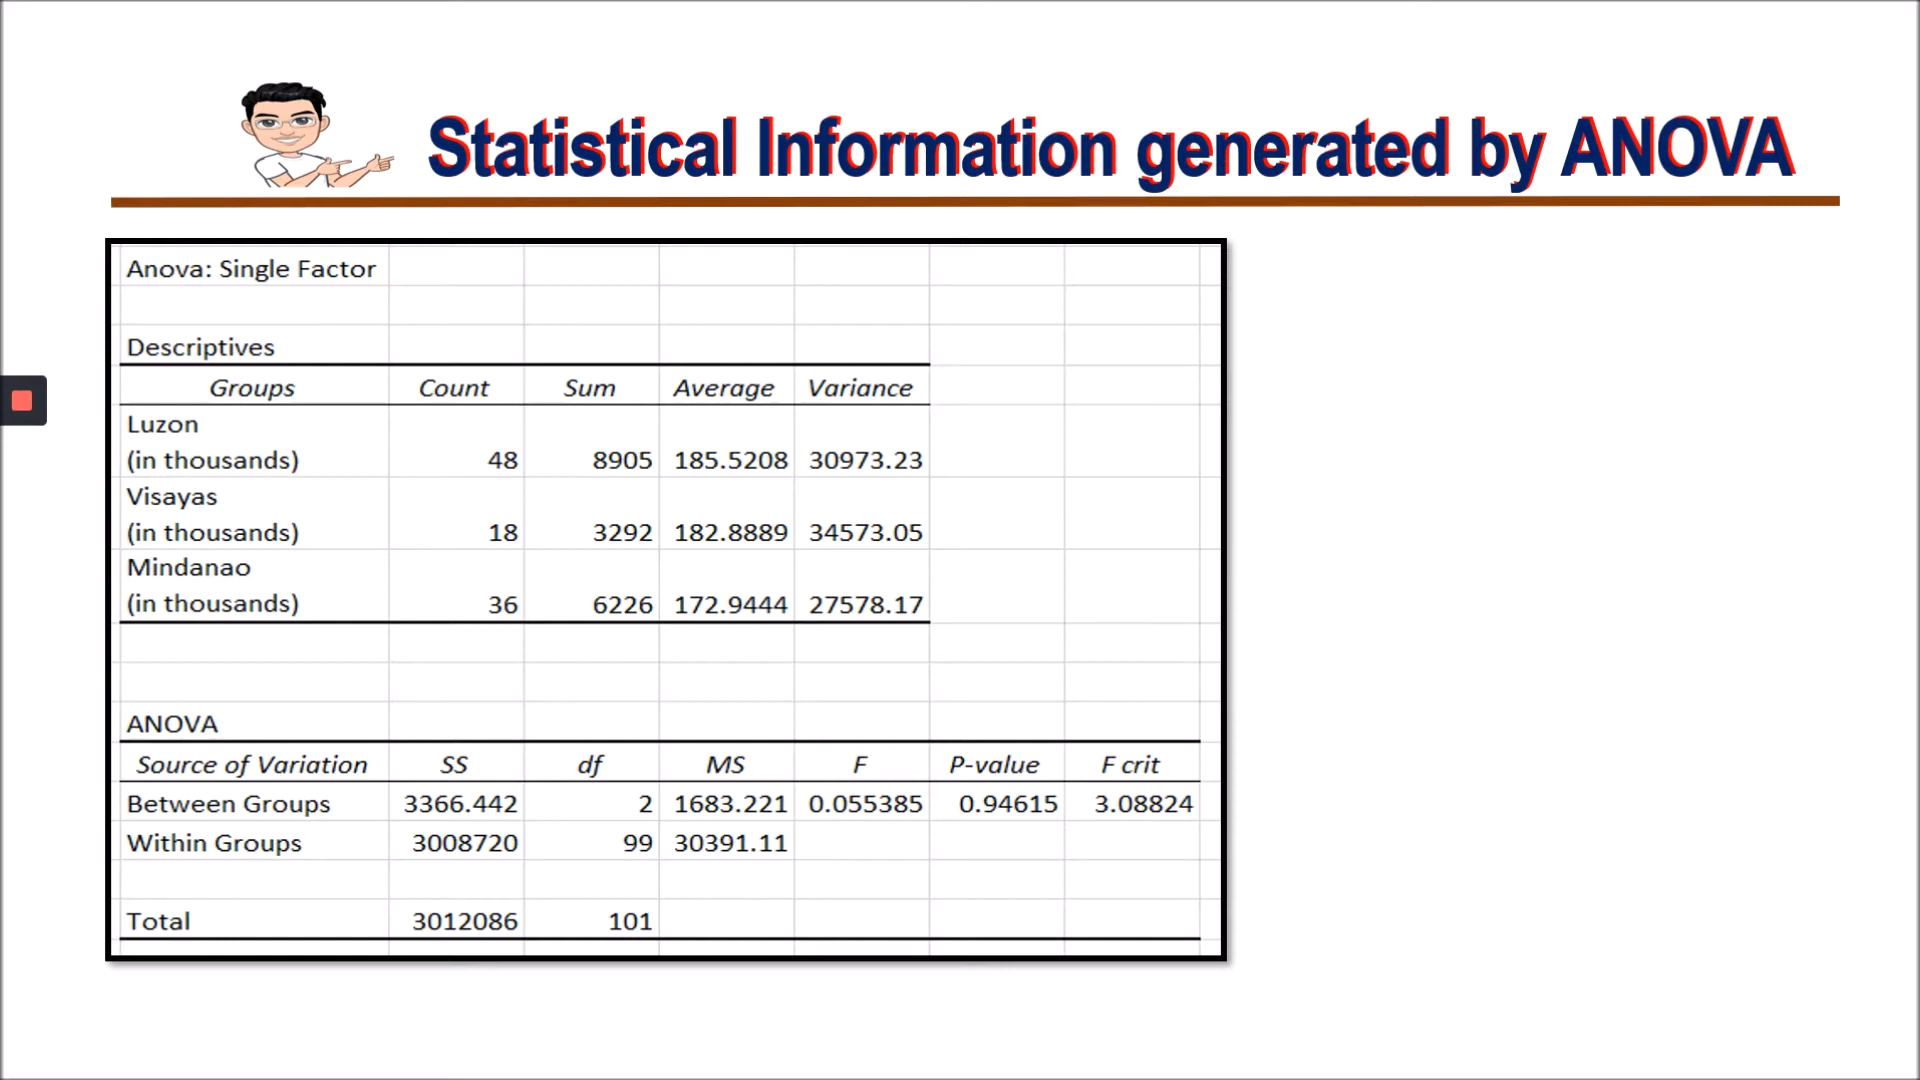 Statistical Information generated by ANOVA
Anova: Single Factor
Descriptives
Groups Count Sum Average Variance
Luzon
(in thousands) 48 8905 185.5208 30973.23
Visayas
(in thousands) 18 3292 182.8889 34573.05
Mindanao
(in thousands) 36 6226 172.9444 27578.17
ANOVA
Source of Variation SS df MS F P-value F crit
Between Groups 3366.442 2 1683.221 0.055385 0.94615 3.08824
Within Groups 3008720 99 30391.11
Total 3012086 101